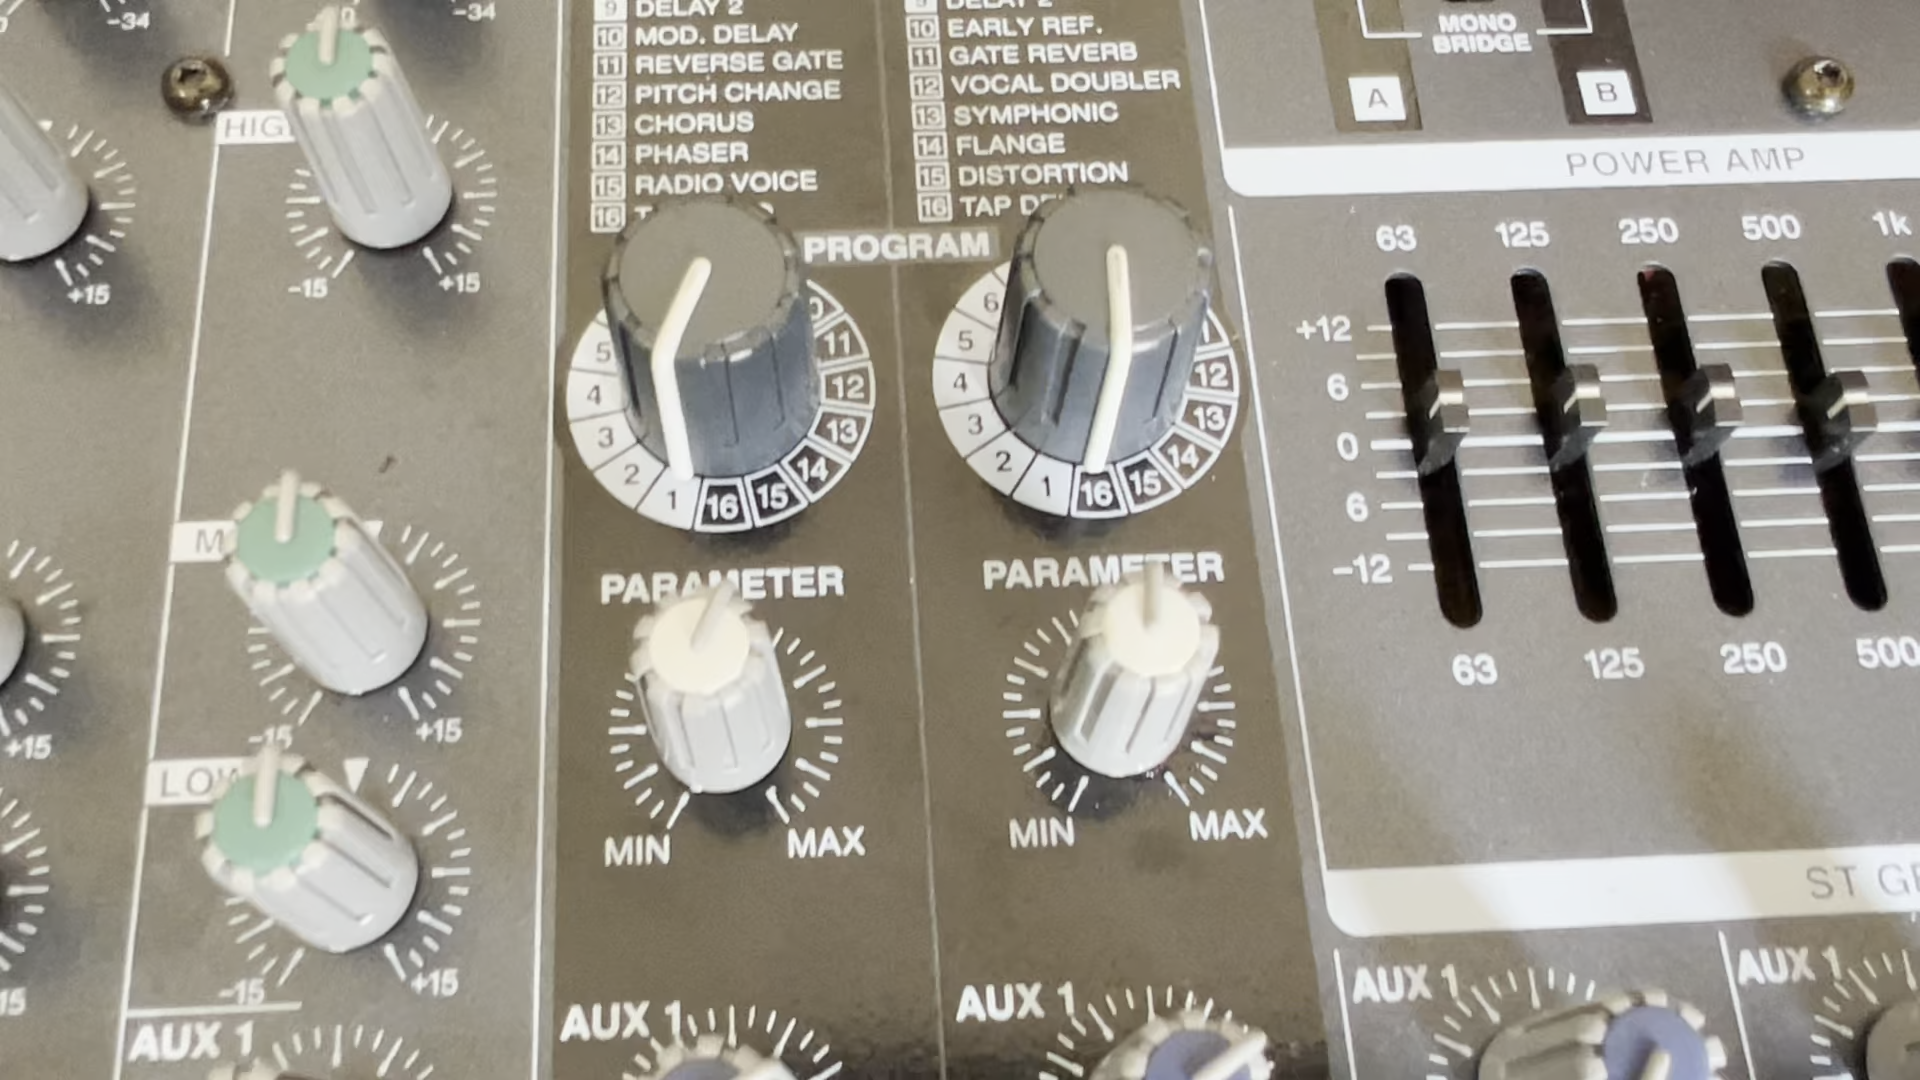 -34
-34
9 DELAY 2
10 MOD. DELAY
11 REVERSE GATE
12 PITCH CHANGE
13 CHORUS
14 PHASER
15 RADIO VOICE
16
DELAY 2
10 EARLY REF.
11 GATE REVERB
12 VOCAL DOUBLER
13 SYMPHONIC
14 FLANGE
15 DISTORTION
16 TAP
MONO
BRIDGE
A B
POWER AMP
63 125 250 500 1k
+12
6
0
6
-12
63 125 250 500
-15 +15
+15
PROGRAM
5 4 3 2 1 16 15 14 13 12 11
6 5 4 3 2 1 16 15 14 13 12
PARAMETER PARAMETER
MIN MAX MIN MAX
-15 +15
+15
LOW
-15 +15
15
ST
AUX 1 AUX 1 AUX 1 AUX 1 AUX 1